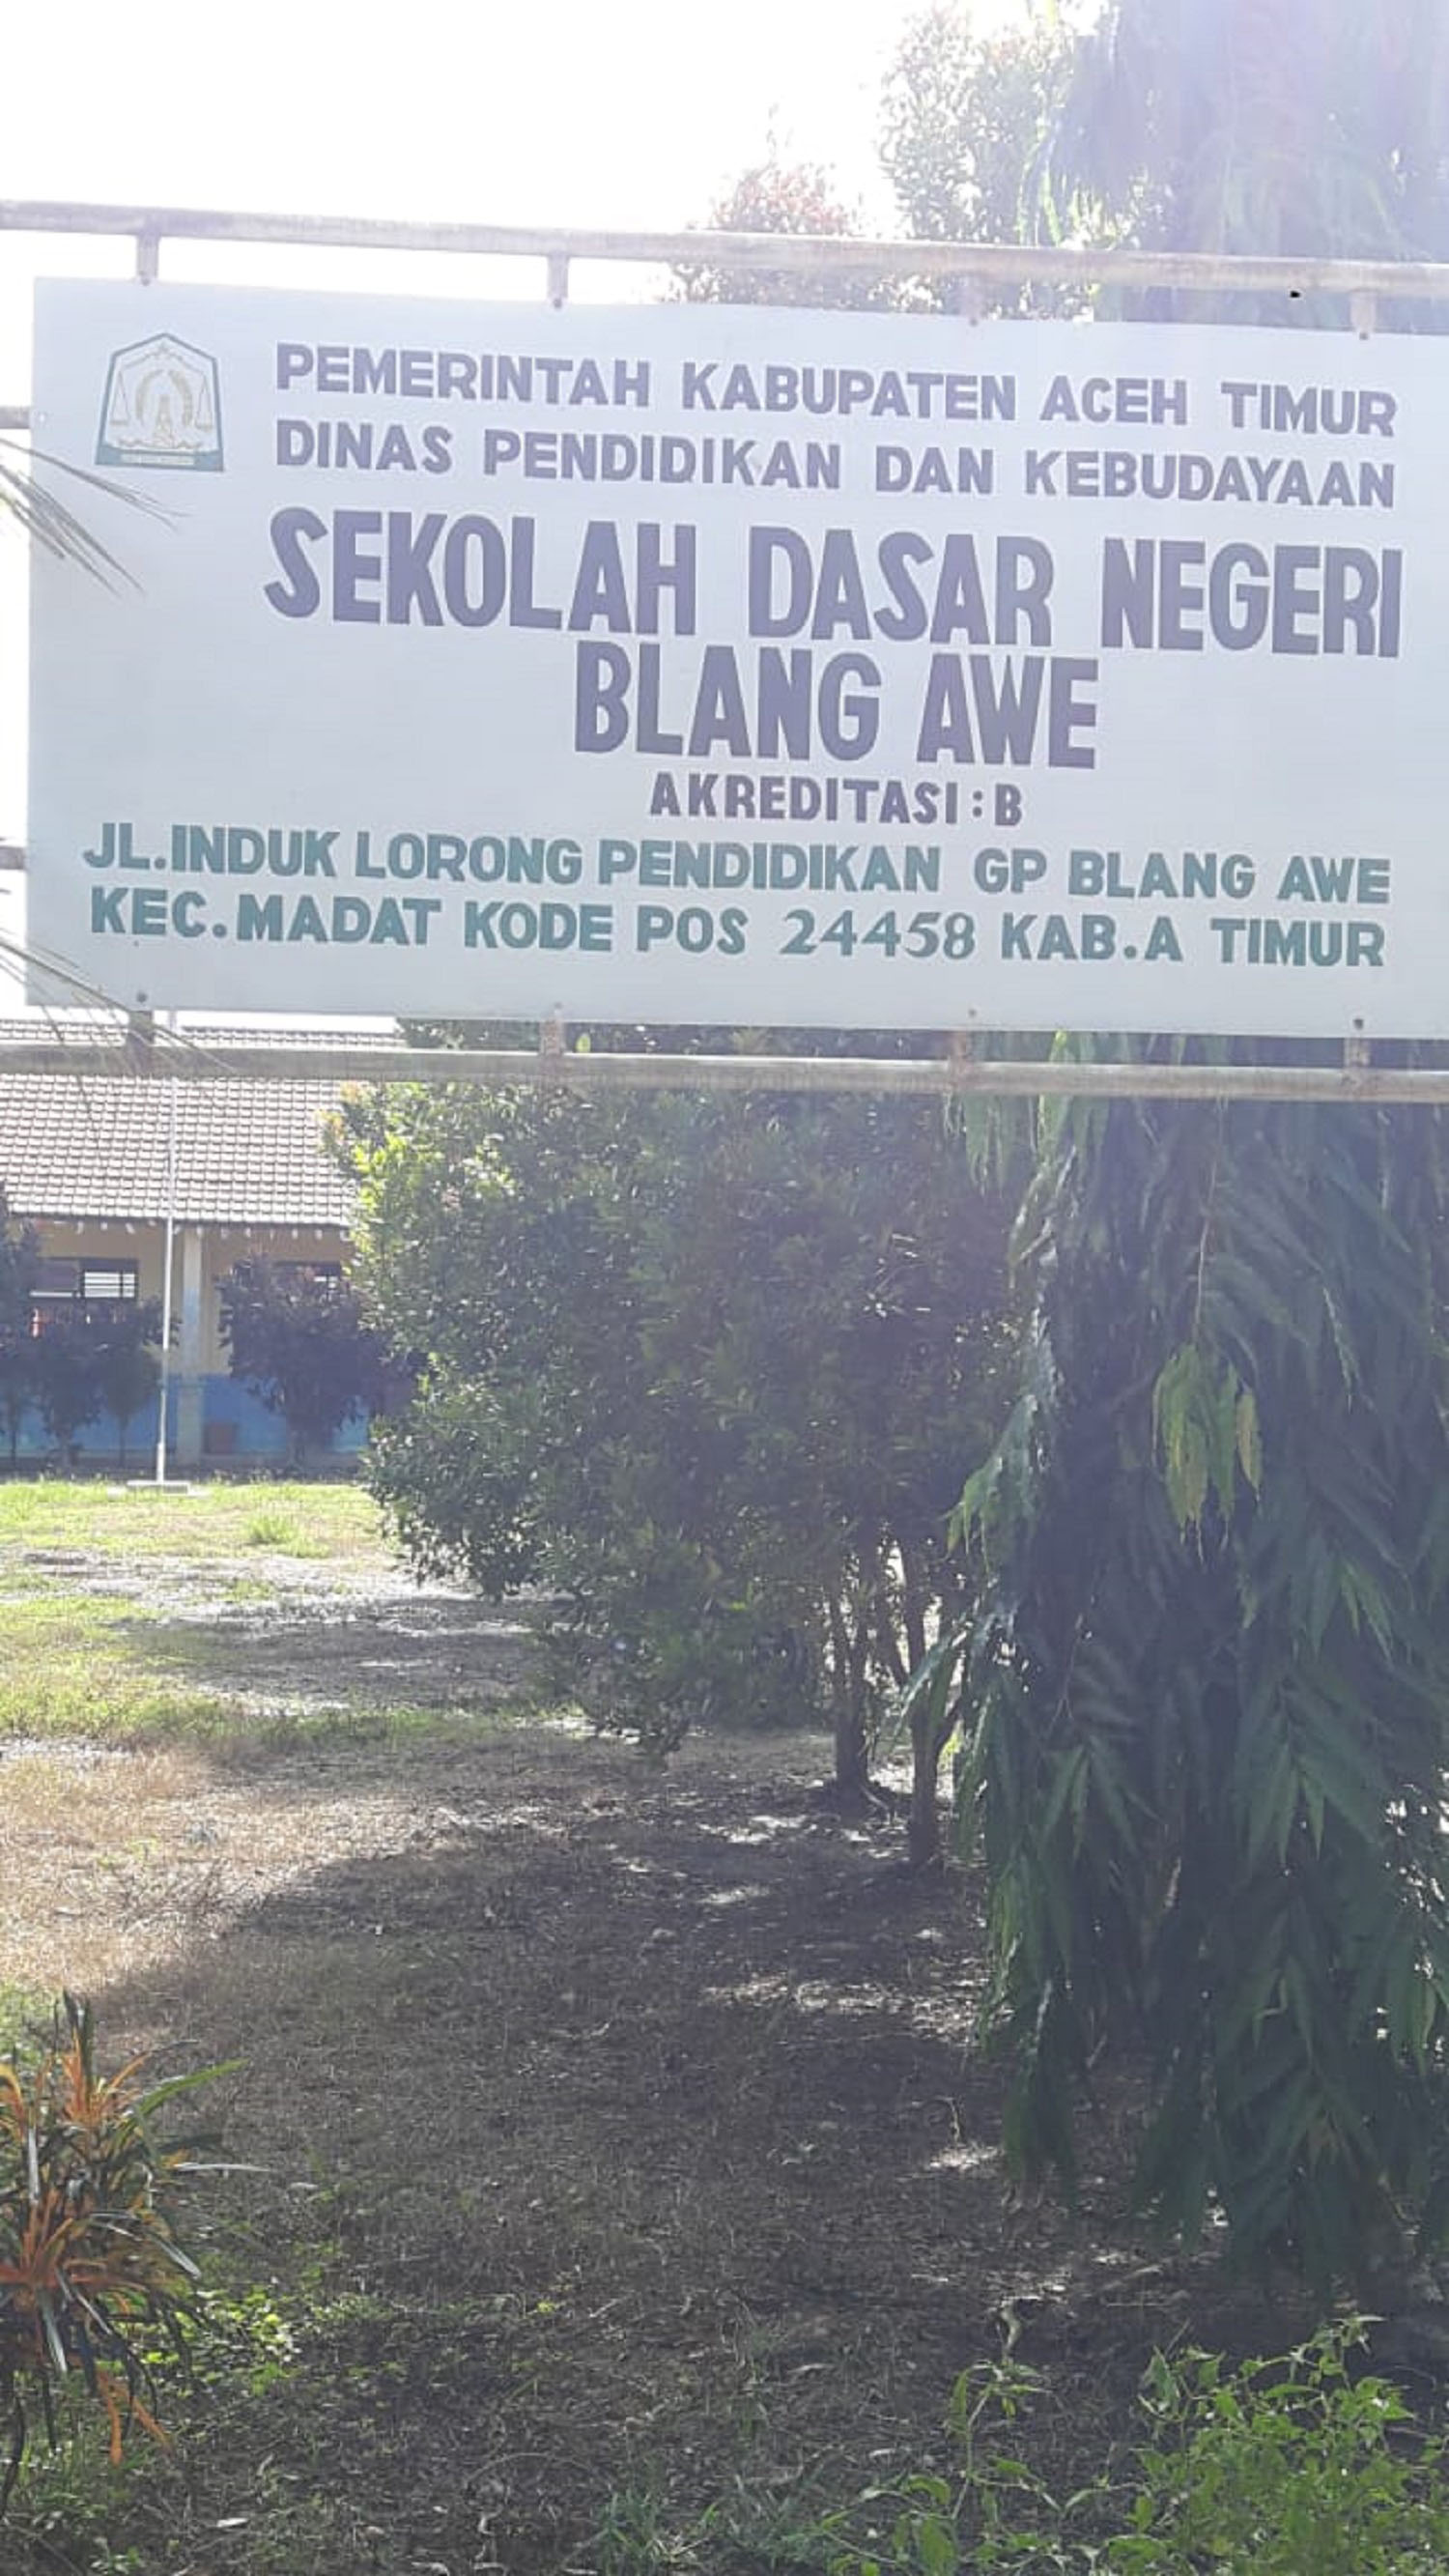 PEMERINTAH KABUPATEN ACEH TIMUR
DINAS PENDIDIKAN DAN KEBUDAYAAN
SEKOLAH DASAR NEGERI
BLANG AWE
AKREDITASI : B
JL.INDUK LORONG PENDIDIKAN GP BLANG AWE
KEC.MADAT KODE POS 24458 KAB.A TIMUR